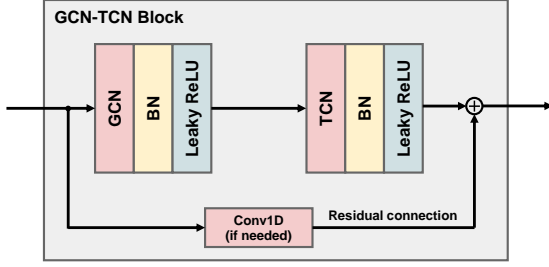 GCN-TCN Block
GCN
BN
Leaky ReLU
TCN
BN
Leaky ReLU
Conv1D
(if needed)
Residual connection